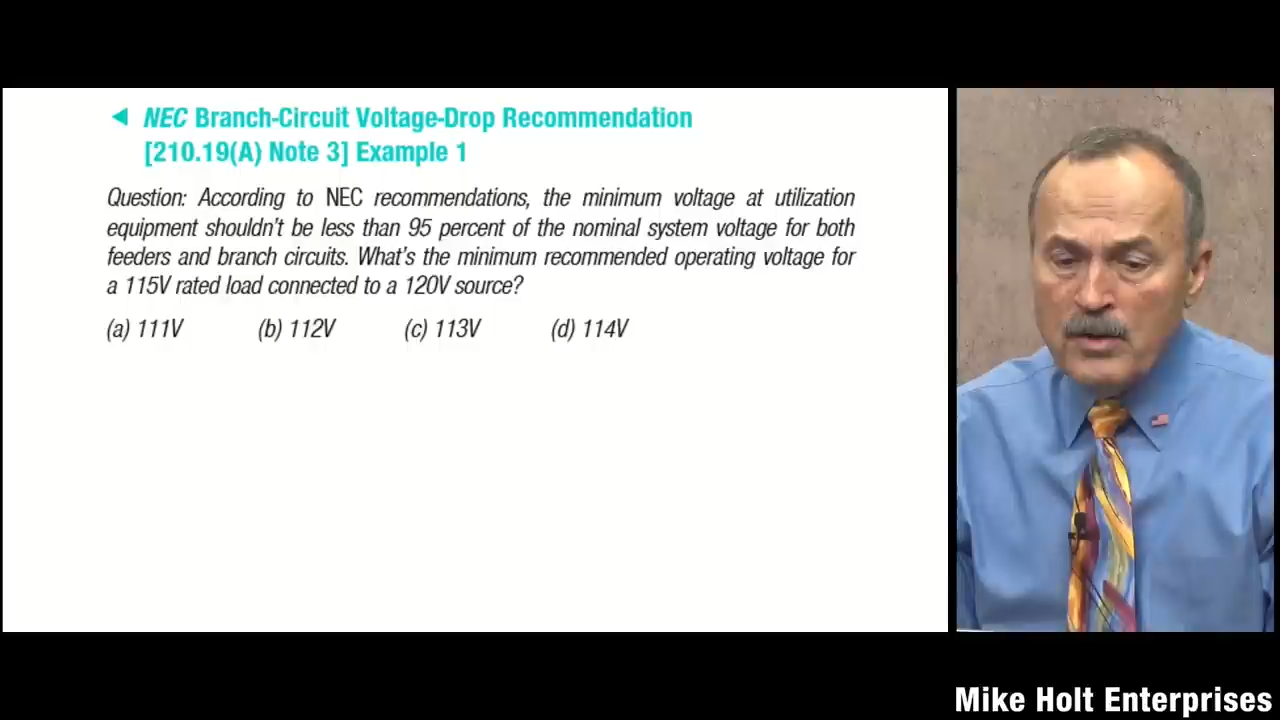 NEC Branch-Circuit Voltage-Drop Recommendation
[210.19(A) Note 3] Example 1
Question: According to NEC recommendations, the minimum voltage at utilization
equipment shouldn't be less than 95 percent of the nominal system voltage for both
feeders and branch circuits. What's the minimum recommended operating voltage for
a 115V rated load connected to a 120V source?
(a) 111V (b) 112V (c) 113V (d) 114V
Mike Holt Enterprises